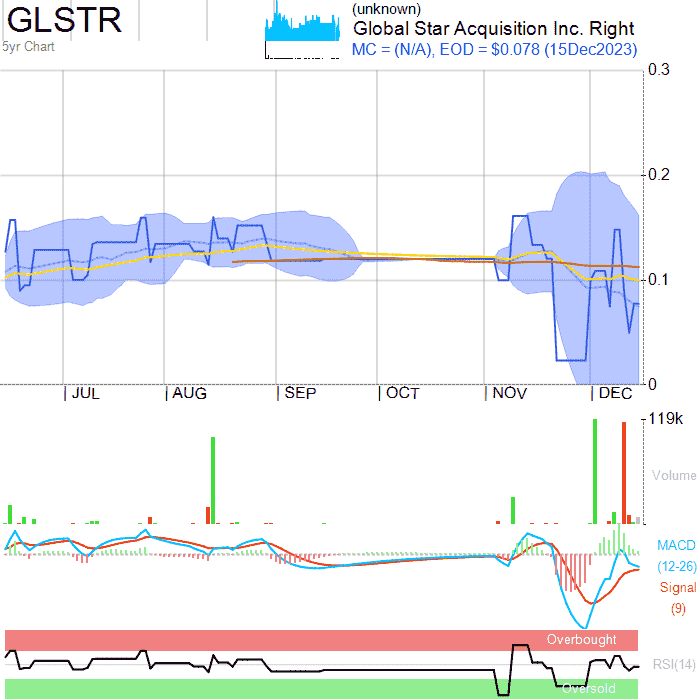 GLSTR
5yr Chart
(unknown)
Global Star Acquisition Inc. Right
MC = (N/A), EOD = $0.078 (15Dec2023)
0.3
0.2
0.1
0
JUL AUG SEP OCT NOV DEC
119k
Volume
MACD
(12-26)
Signal
(9)
Overbought
RSI(14)
Oversold